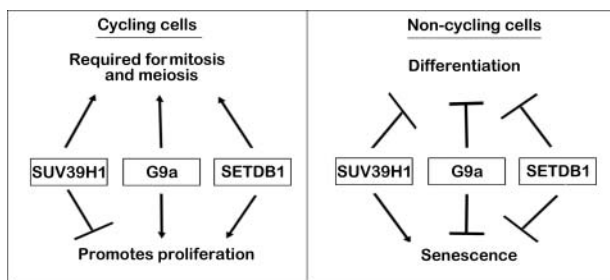 Cycling cells
Required for mitosis
and meiosis
SUV39H1
G9a
SETDB1
Promotes proliferation
Non-cycling cells
Differentiation
SUV39H1
G9a
SETDB1
Senescence